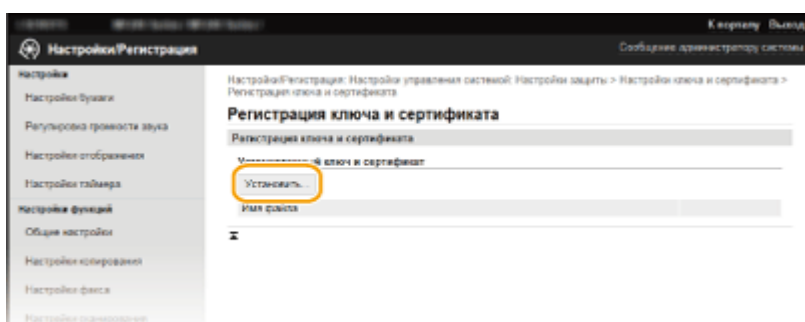 К порталу Выход
Настройки/Регистрация
Сообщение администратору системы
Настройка
Настройки бумаги
Регулировка громкости звука
Настройки отображения
Настройки таймера
Настройки функций
Общие настройки
Настройки копирования
Настройки факса
Настройки сканирования
Настройки/Регистрация: Настройки управления системой: Настройки защиты > Настройки ключа и сертификата >
Регистрация ключа и сертификата
Регистрация ключа и сертификата
Регистрация ключа и сертификата
ключ и сертификат
Установить...
Имя файла